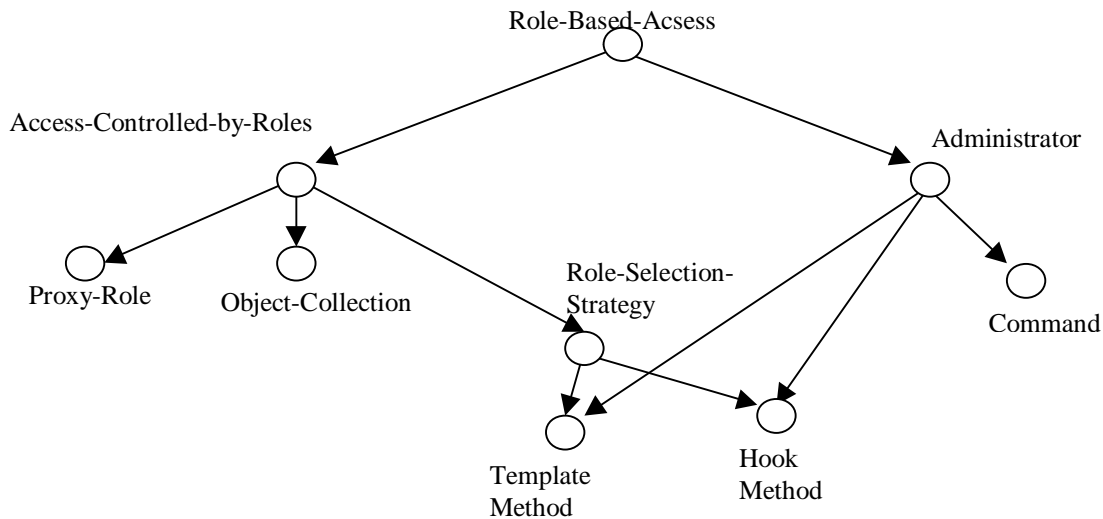 Role-Based-Acsess
Access-Controlled-by-Roles
Administrator
Role-Selection-
Strategy
Proxy-Role
Object-Collection
Command
Template
Method
Hook
Method